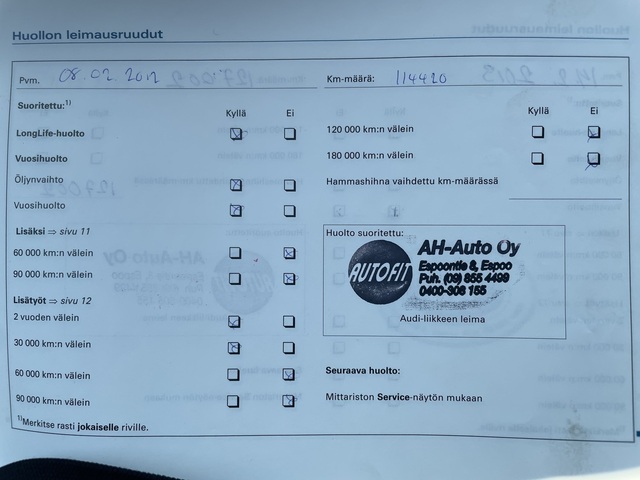 Huollon leimausruudut
Pvm. 08.02.2012
Km-määrä: 114420
Suoritettu:1)
Kyllä Ei
LongLife-huolto
Vuosihuolto
Öljynvaihto
Vuosihuolto
Lisäksi ⇒ sivu 11
60 000 km:n välein
90 000 km:n välein
Lisätyöt ⇒ sivu 12
2 vuoden välein
30 000 km:n välein
60 000 km:n välein
90 000 km:n välein
1)Merkitse rasti jokaiselle riville.
Kyllä Ei
120 000 km:n välein
180 000 km:n välein
Hammashihna vaihdettu km-määrässä
Huolto suoritettu:
AUTOFIT
AH-Auto Oy
Espoontie 8, Espoo
Puh. (09) 855 4499
0400-308 155
Audi-liikkeen leima
Seuraava huolto:
Mittariston Service-näytön mukaan